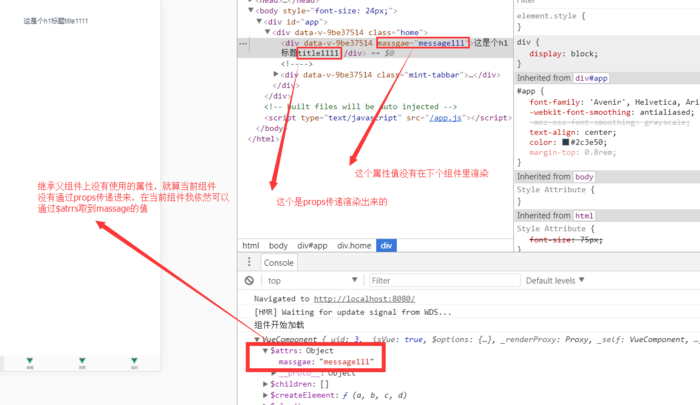 这是个h1标题title1111
<head>…</head>
<body style="font-size: 24px;">
<div id="app">
<div data-v-9be37514 class="home">
<div data-v-9be37514 massgae="message111">这是个h1
标题title1111</div> == $0
<!---->
<div data-v-9be37514 class="mint-tabbar">…</div>
</div>
</div>
<!-- built files will be auto injected -->
<script type="text/javascript" src="/app.js"></script>
</body>
</html>
继承父组件上没有使用的属性，就算当前组件
没有通过props传递进来，在当前组件我依然可以
通过$atrrs取到massage的值
这个属性值没有在下个组件里渲染
这个是props传递渲染出来的
html body div#app div.home div
Filter
element.style {
}
div {
display: block;
}
Inherited from div#app
#app {
font-family: 'Avenir', Helvetica, Ari
-webkit-font-smoothing: antialiased;
-moz-osx-font-smoothing: grayscale;
text-align: center;
color: #2c3e50;
margin-top: 0.8rem;
}
Inherited from body
Style Attribute {
}
Inherited from html
Style Attribute {
font-size: 75px;
Console
top Filter Default levels
Navigated to http://localhost:8080/
[HMR] Waiting for update signal from WDS...
组件开始加载
VueComponent {_uid: 3, _isVue: true, $options: {…}, _renderProxy: Proxy, _self: VueComponent, …
$attrs: Object
massgae: "message111"
__proto__: Object
$children: []
$createElement: ƒ (a, b, c, d)